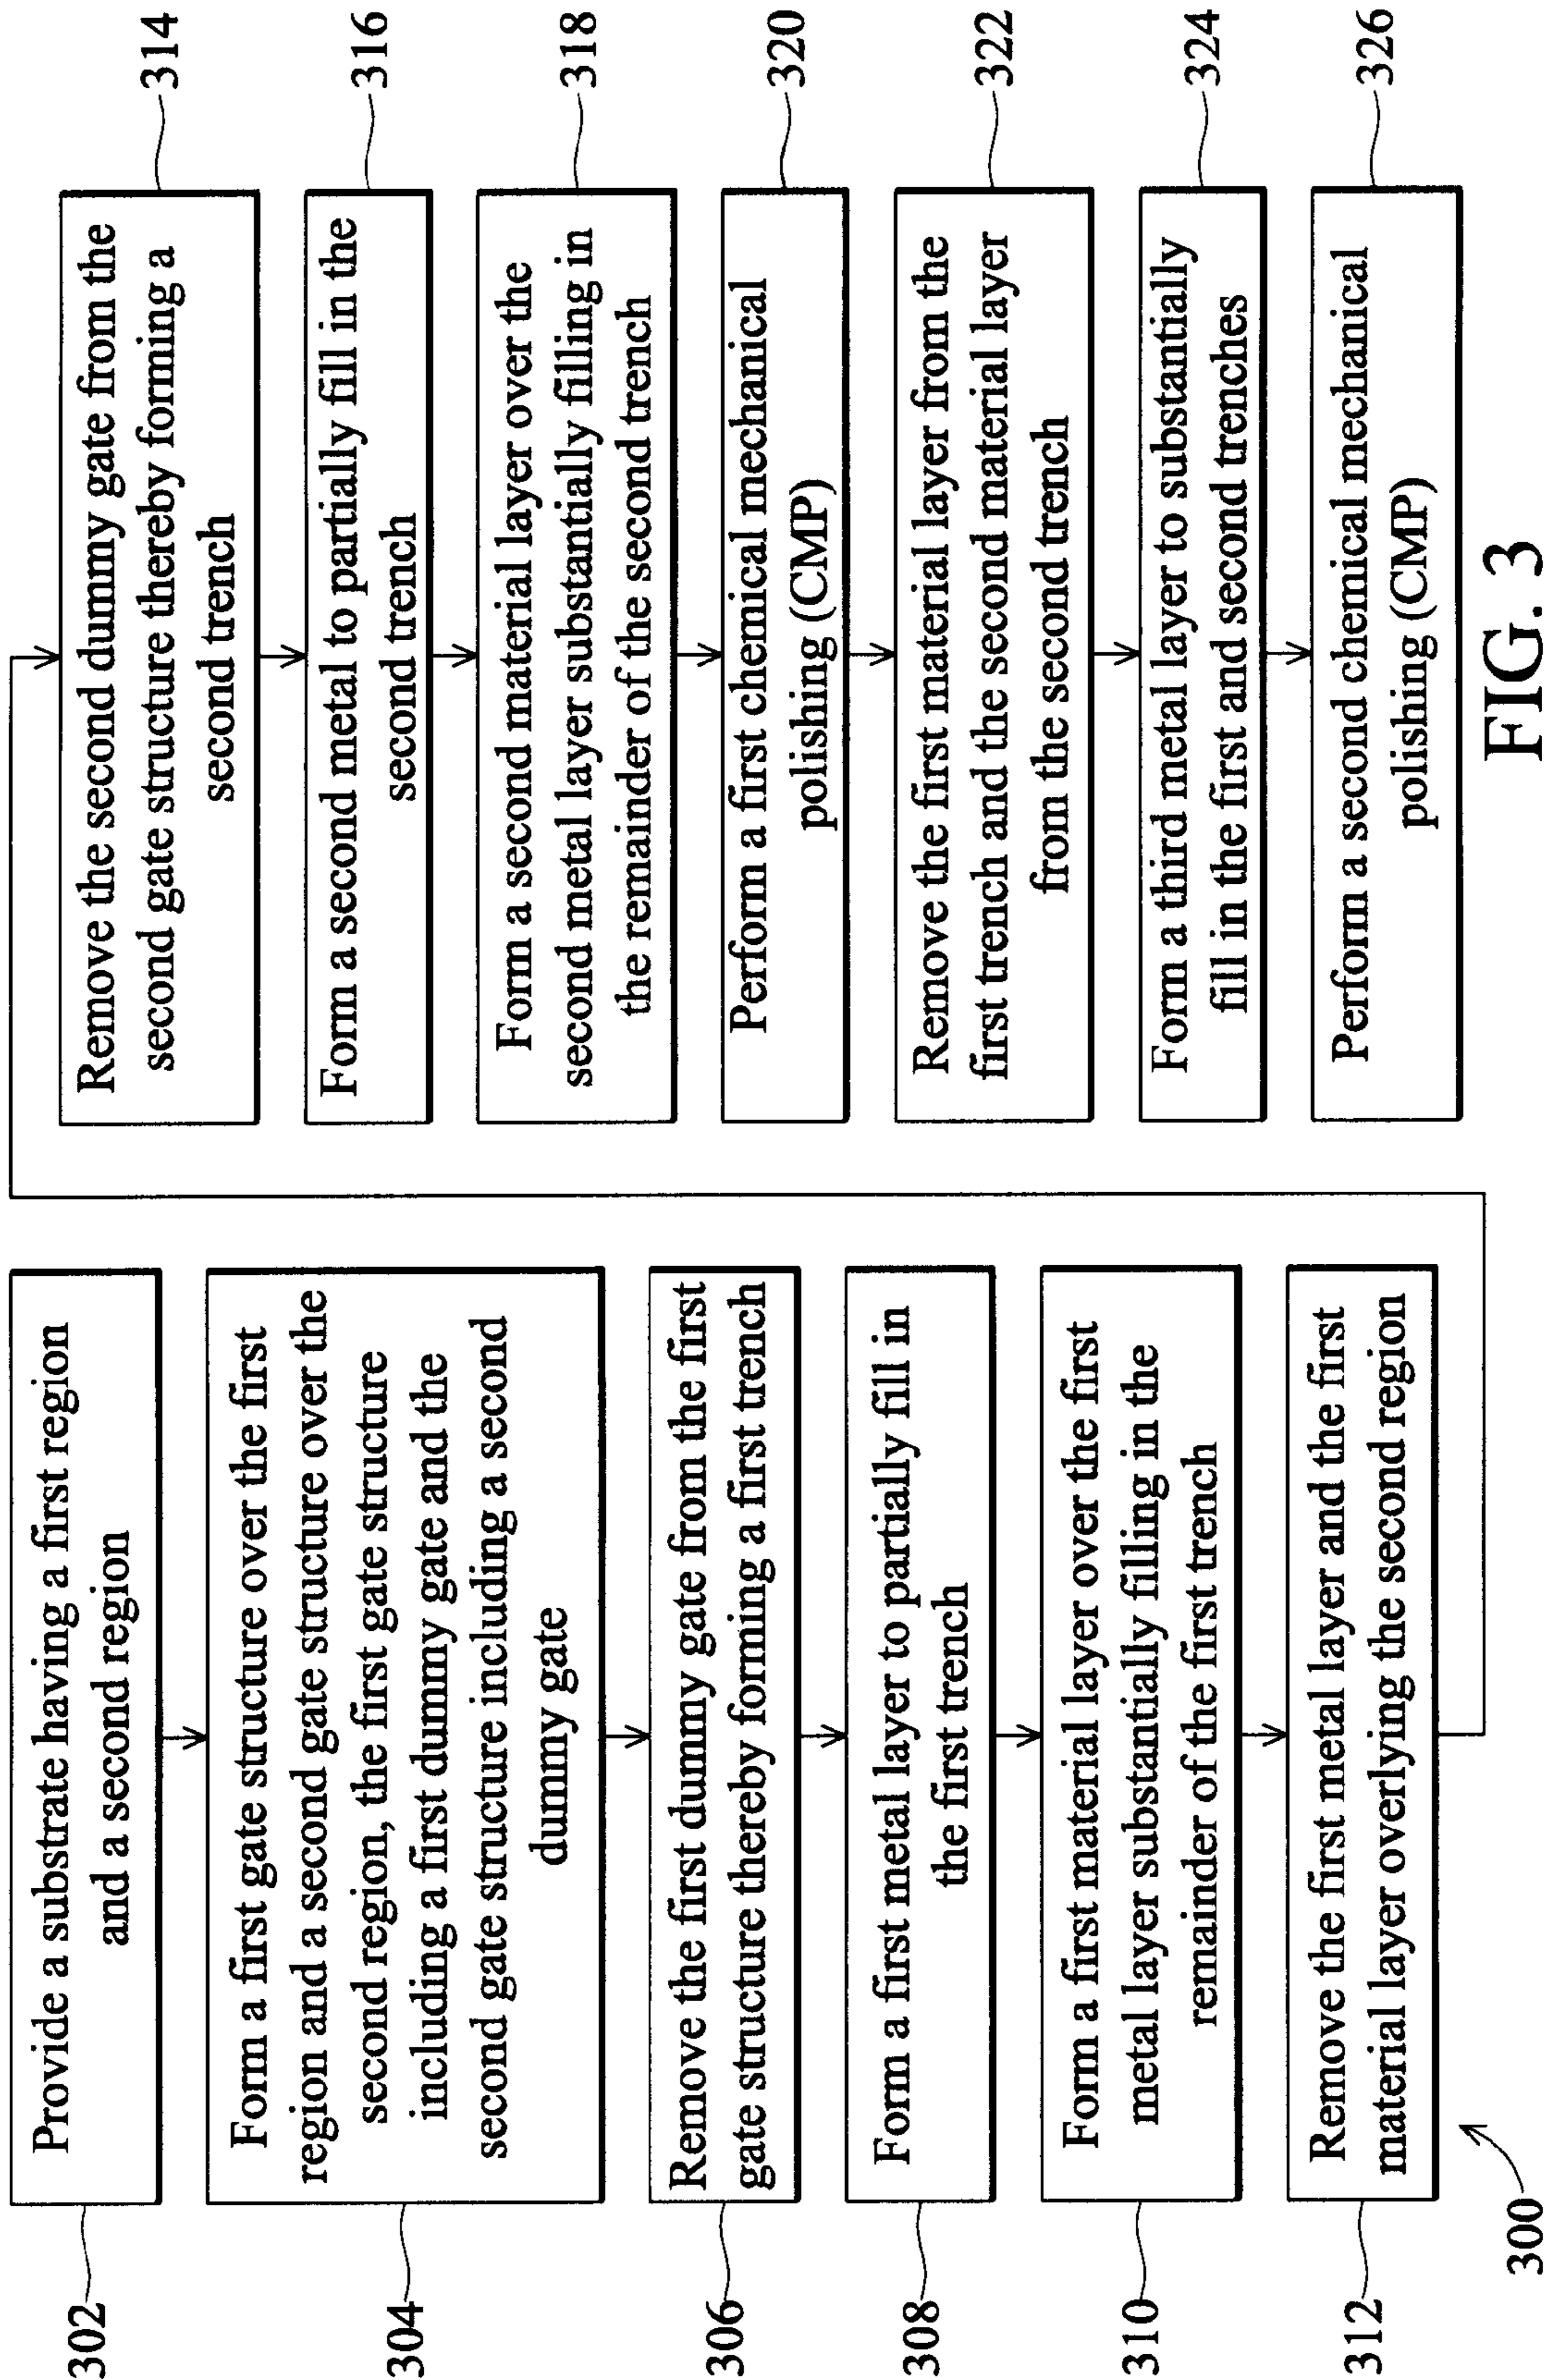 302
Provide a substrate having a first region
and a second region
304
Form a first gate structure over the first
region and a second gate structure over the
second region, the first gate structure
including a first dummy gate and the
second gate structure including a second
dummy gate
306
Remove the first dummy gate from the first
gate structure thereby forming a first trench
308
Form a first metal layer to partially fill in
the first trench
310
Form a first material layer over the first
metal layer substantially filling in the
remainder of the first trench
312
Remove the first metal layer and the first
material layer overlying the second region
300
Remove the second dummy gate from the
second gate structure thereby forming a
second trench
314
Form a second metal to partially fill in the
second trench
316
Form a second material layer over the
second metal layer substantially filling in
the remainder of the second trench
318
Perform a first chemical mechanical
polishing (CMP)
320
Remove the first material layer from the
first trench and the second material layer
from the second trench
322
Form a third metal layer to substantially
fill in the first and second trenches
324
Perform a second chemical mechanical
polishing (CMP)
326
FIG. 3